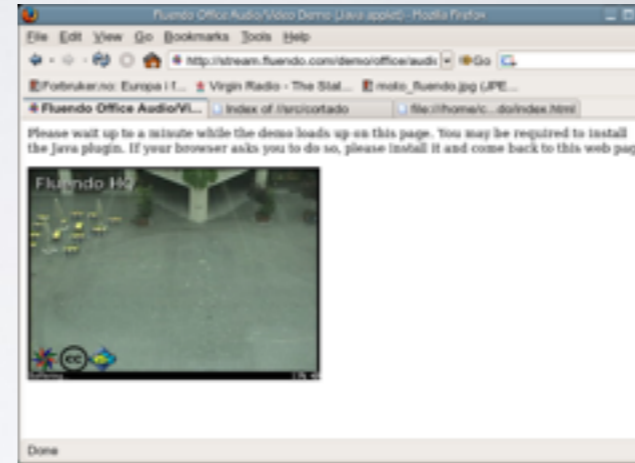 Fluendo Office Audio/Video Demo (Java applet) - Mozilla Firefox
File Edit View Go Bookmarks Tools Help
http://stream.fluendo.com/demo/office/audi Go
Forbruker.no: Europa i f... Virgin Radio - The Stat... moto_fluendo.jpg (JPE...
Fluendo Office Audio/Vi... Index of /src/cortado file:///home/c...do/index.html
Please wait up to a minute while the demo loads up on this page. You may be required to install
the Java plugin. If your browser asks you to do so, please install it and come back to this web pag
Fluendo HQ
cc
Done